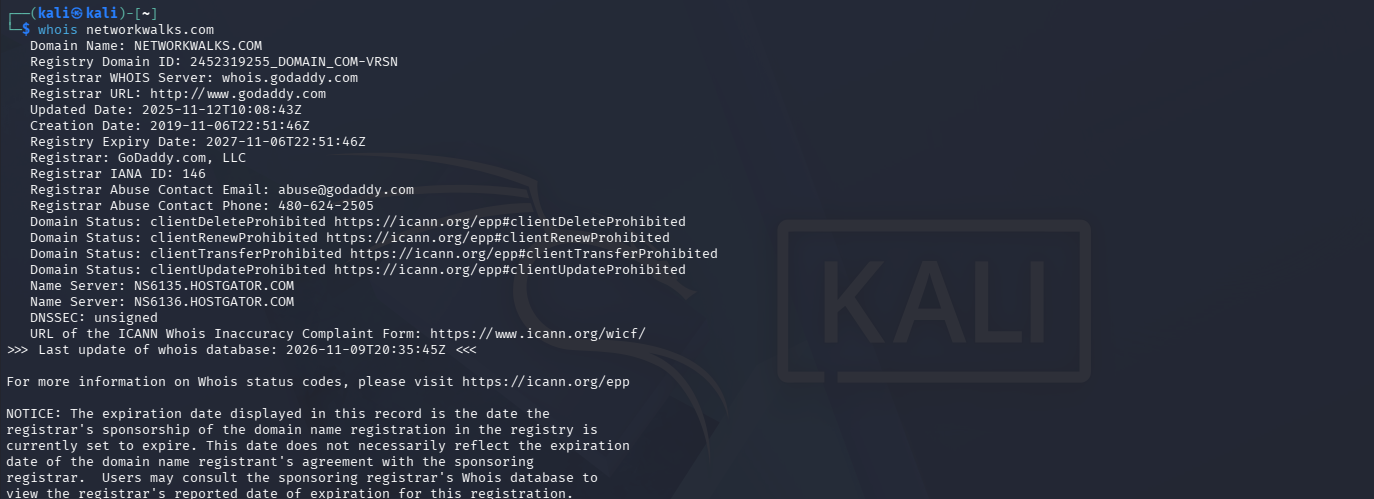 ┌──(kali㉿kali)-[~]
└─$ whois networkwalks.com
   Domain Name: NETWORKWALKS.COM
   Registry Domain ID: 2452319255_DOMAIN_COM-VRSN
   Registrar WHOIS Server: whois.godaddy.com
   Registrar URL: http://www.godaddy.com
   Updated Date: 2025-11-12T10:08:43Z
   Creation Date: 2019-11-06T22:51:46Z
   Registry Expiry Date: 2027-11-06T22:51:46Z
   Registrar: GoDaddy.com, LLC
   Registrar IANA ID: 146
   Registrar Abuse Contact Email: abuse@godaddy.com
   Registrar Abuse Contact Phone: 480-624-2505
   Domain Status: clientDeleteProhibited https://icann.org/epp#clientDeleteProhibited
   Domain Status: clientRenewProhibited https://icann.org/epp#clientRenewProhibited
   Domain Status: clientTransferProhibited https://icann.org/epp#clientTransferProhibited
   Domain Status: clientUpdateProhibited https://icann.org/epp#clientUpdateProhibited
   Name Server: NS6135.HOSTGATOR.COM
   Name Server: NS6136.HOSTGATOR.COM
   DNSSEC: unsigned
   URL of the ICANN Whois Inaccuracy Complaint Form: https://www.icann.org/wicf/
>>> Last update of whois database: 2026-11-09T20:35:45Z <<<

For more information on Whois status codes, please visit https://icann.org/epp

NOTICE: The expiration date displayed in this record is the date the
registrar's sponsorship of the domain name registration in the registry is
currently set to expire. This date does not necessarily reflect the expiration
date of the domain name registrant's agreement with the sponsoring
registrar.  Users may consult the sponsoring registrar's Whois database to
view the registrar's reported date of expiration for this registration.
KALI